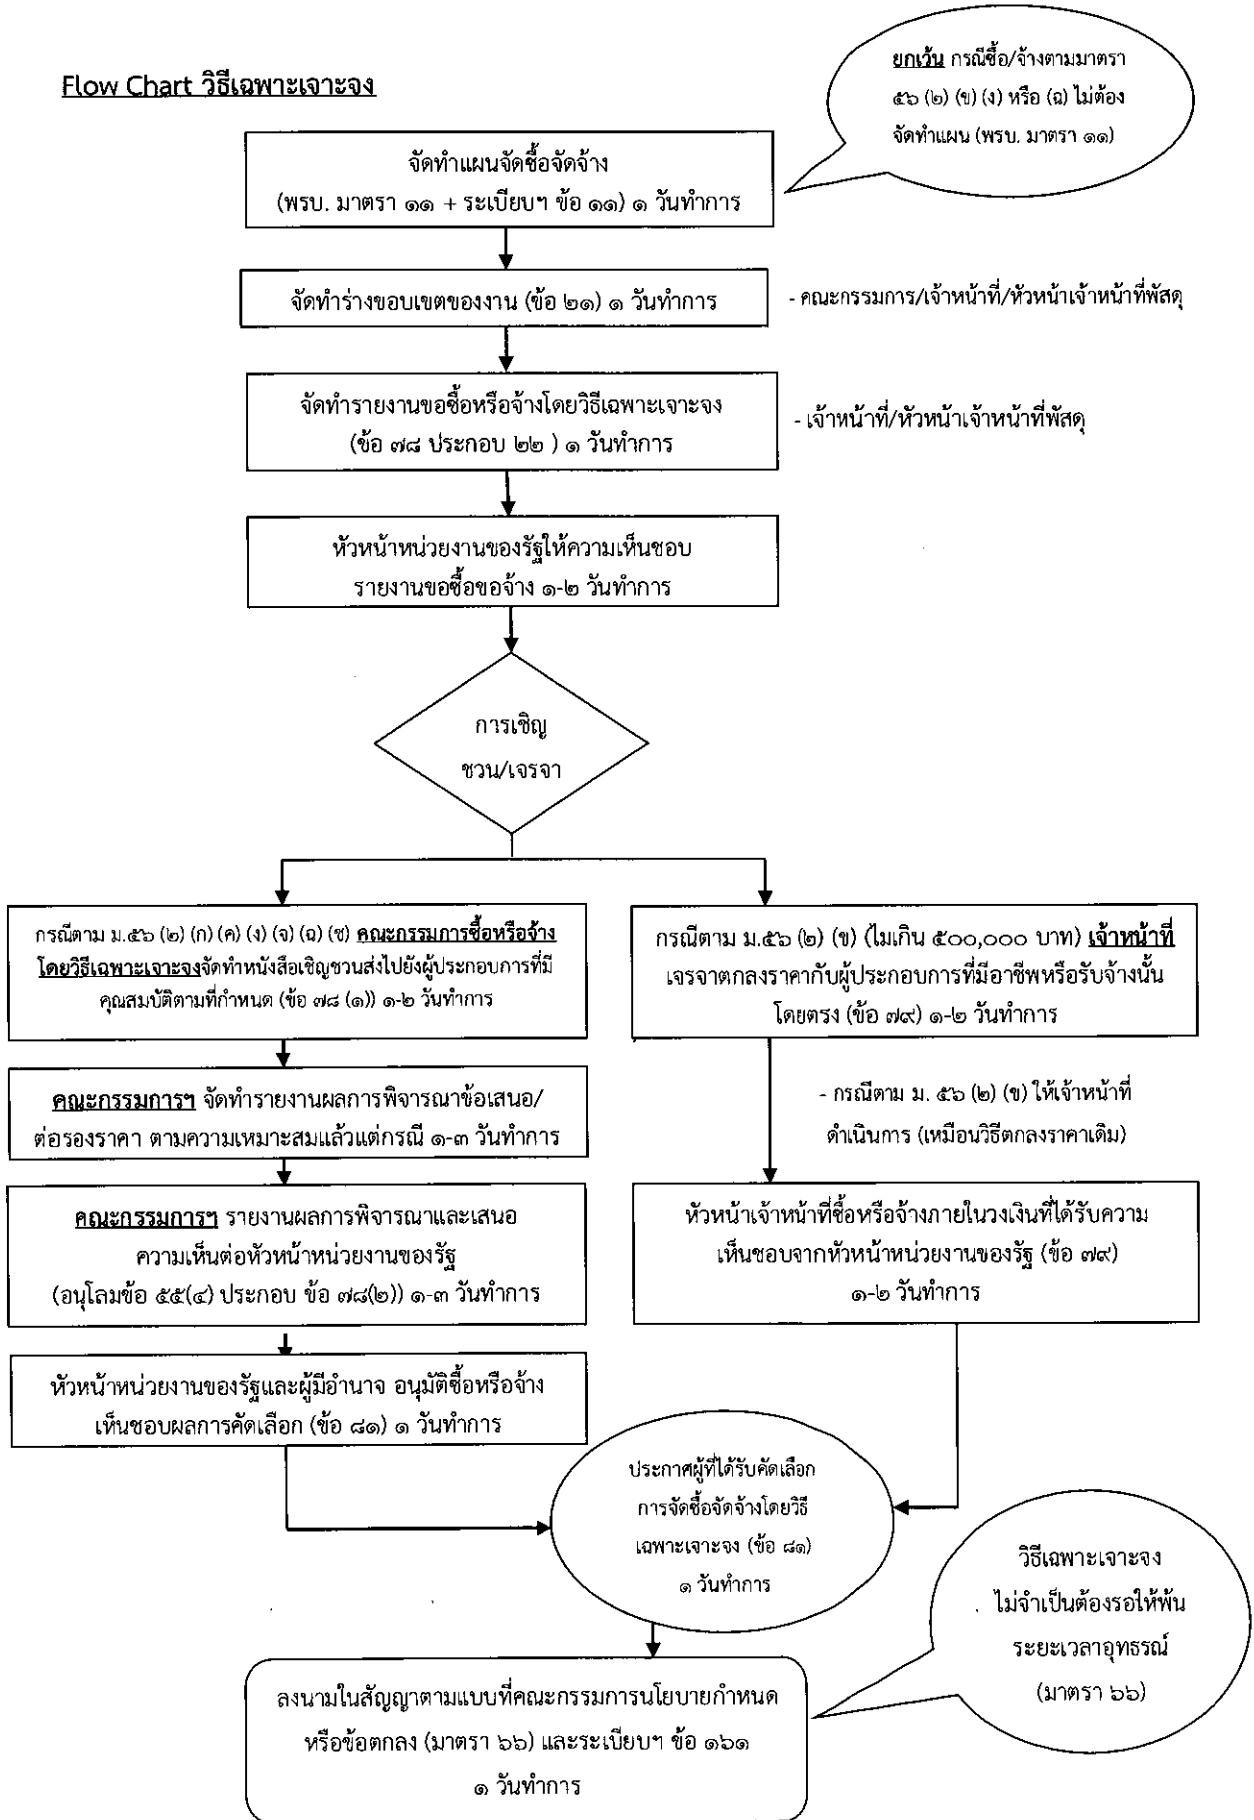 Flow Chart วิธีเฉพาะเจาะจง
ยกเว้น กรณีซื้อ/จ้างตามมาตรา
๕๖ (๒) (ข) (ง) หรือ (ฉ) ไม่ต้อง
จัดทำแผน (พรบ. มาตรา ๑๑)
จัดทำแผนจัดซื้อจัดจ้าง
(พรบ. มาตรา ๑๑ + ระเบียบฯ ข้อ ๑๑) ๑ วันทำการ
จัดทำร่างขอบเขตของงาน (ข้อ ๒๑) ๑ วันทำการ
- คณะกรรมการ/เจ้าหน้าที่/หัวหน้าเจ้าหน้าที่พัสดุ
จัดทำรายงานขอซื้อหรือจ้างโดยวิธีเฉพาะเจาะจง
(ข้อ ๗๘ ประกอบ ๒๒ ) ๑ วันทำการ
- เจ้าหน้าที่/หัวหน้าเจ้าหน้าที่พัสดุ
หัวหน้าหน่วยงานของรัฐให้ความเห็นชอบ
รายงานขอซื้อขอจ้าง ๑-๒ วันทำการ
การเชิญ
ชวน/เจรจา
กรณีตาม ม.๕๖ (๒) (ก) (ค) (ง) (จ) (ฉ) (ช) คณะกรรมการซื้อหรือจ้าง
โดยวิธีเฉพาะเจาะจงจัดทำหนังสือเชิญชวนส่งไปยังผู้ประกอบการที่มี
คุณสมบัติตามที่กำหนด (ข้อ ๗๘ (๑)) ๑-๒ วันทำการ
กรณีตาม ม.๕๖ (๒) (ข) (ไม่เกิน ๕๐๐,๐๐๐ บาท) เจ้าหน้าที่
เจรจาตกลงราคากับผู้ประกอบการที่มีอาชีพหรือรับจ้างนั้น
โดยตรง (ข้อ ๗๙) ๑-๒ วันทำการ
คณะกรรมการฯ จัดทำรายงานผลการพิจารณาข้อเสนอ/
ต่อรองราคา ตามความเหมาะสมแล้วแต่กรณี ๑-๓ วันทำการ
- กรณีตาม ม. ๕๖ (๒) (ข) ให้เจ้าหน้าที่
ดำเนินการ (เหมือนวิธีตกลงราคาเดิม)
คณะกรรมการฯ รายงานผลการพิจารณาและเสนอ
ความเห็นต่อหัวหน้าหน่วยงานของรัฐ
(อนุโลมข้อ ๕๕(๔) ประกอบ ข้อ ๗๘(๒)) ๑-๓ วันทำการ
หัวหน้าเจ้าหน้าที่ซื้อหรือจ้างภายในวงเงินที่ได้รับความ
เห็นชอบจากหัวหน้าหน่วยงานของรัฐ (ข้อ ๗๙)
๑-๒ วันทำการ
หัวหน้าหน่วยงานของรัฐและผู้มีอำนาจ อนุมัติซื้อหรือจ้าง
เห็นชอบผลการคัดเลือก (ข้อ ๘๑) ๑ วันทำการ
ประกาศผู้ที่ได้รับคัดเลือก
การจัดซื้อจัดจ้างโดยวิธี
เฉพาะเจาะจง (ข้อ ๘๑)
๑ วันทำการ
วิธีเฉพาะเจาะจง
ไม่จำเป็นต้องรอให้พ้น
ระยะเวลาอุทธรณ์
(มาตรา ๖๖)
ลงนามในสัญญาตามแบบที่คณะกรรมการนโยบายกำหนด
หรือข้อตกลง (มาตรา ๖๖) และระเบียบฯ ข้อ ๑๖๑
๑ วันทำการ